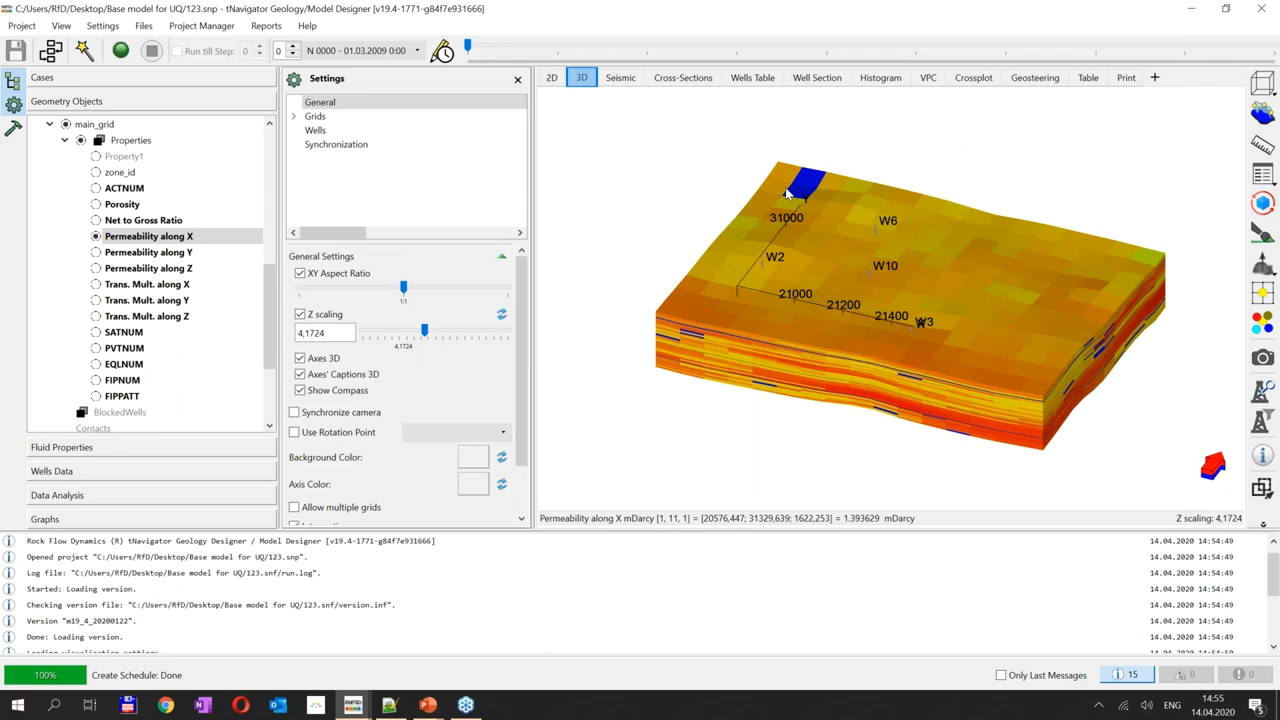 C:/Users/RfD/Desktop/Base model for UQ/123.snp - tNavigator Geology/Model Designer [v19.4-1771-g84f7e931666]
Project View Settings Files Project Manager Reports Help
Run till Step: 0 0 N 0000 - 01.03.2009 0:00
Cases
Geometry Objects
main_grid
Properties
Property1
zone_id
ACTNUM
Porosity
Net to Gross Ratio
Permeability along X
Permeability along Y
Permeability along Z
Trans. Mult. along X
Trans. Mult. along Y
Trans. Mult. along Z
SATNUM
PVTNUM
EQLNUM
FIPNUM
FIPPATT
BlockedWells
Contacts
Fluid Properties
Wells Data
Data Analysis
Graphs
Settings
General
Grids
Wells
Synchronization
General Settings
XY Aspect Ratio
1:1
Z scaling
4,1724
4,1724
Axes 3D
Axes' Captions 3D
Show Compass
Synchronize camera
Use Rotation Point
Background Color:
Axis Color:
Allow multiple grids
2D 3D Seismic Cross-Sections Wells Table Well Section Histogram VPC Crossplot Geosteering Table Print
31000
W6
W2
W10
21000
21200
21400
W3
Permeability along X mDarcy [1, 11, 1] = [20576,447; 31329,639; 1622,253] = 1.393629 mDarcy Z scaling: 4,1724
Rock Flow Dynamics (R) tNavigator Geology Designer / Model Designer [v19.4-1771-g84f7e931666] 14.04.2020 14:54:49
Opened project "C:/Users/RfD/Desktop/Base model for UQ/123.snp". 14.04.2020 14:54:49
Log file: "C:/Users/RfD/Desktop/Base model for UQ/123.snf/run.log". 14.04.2020 14:54:49
Started: Loading version. 14.04.2020 14:54:49
Checking version file: "C:/Users/RfD/Desktop/Base model for UQ/123.snf/version.inf". 14.04.2020 14:54:49
Version "m19_4_20200122". 14.04.2020 14:54:49
Done: Loading version. 14.04.2020 14:54:49
Loading visualization settings. 14.04.2020 14:54:50
100% Create Schedule: Done Only Last Messages 15 0 0
ENG 14:55
14.04.2020 5